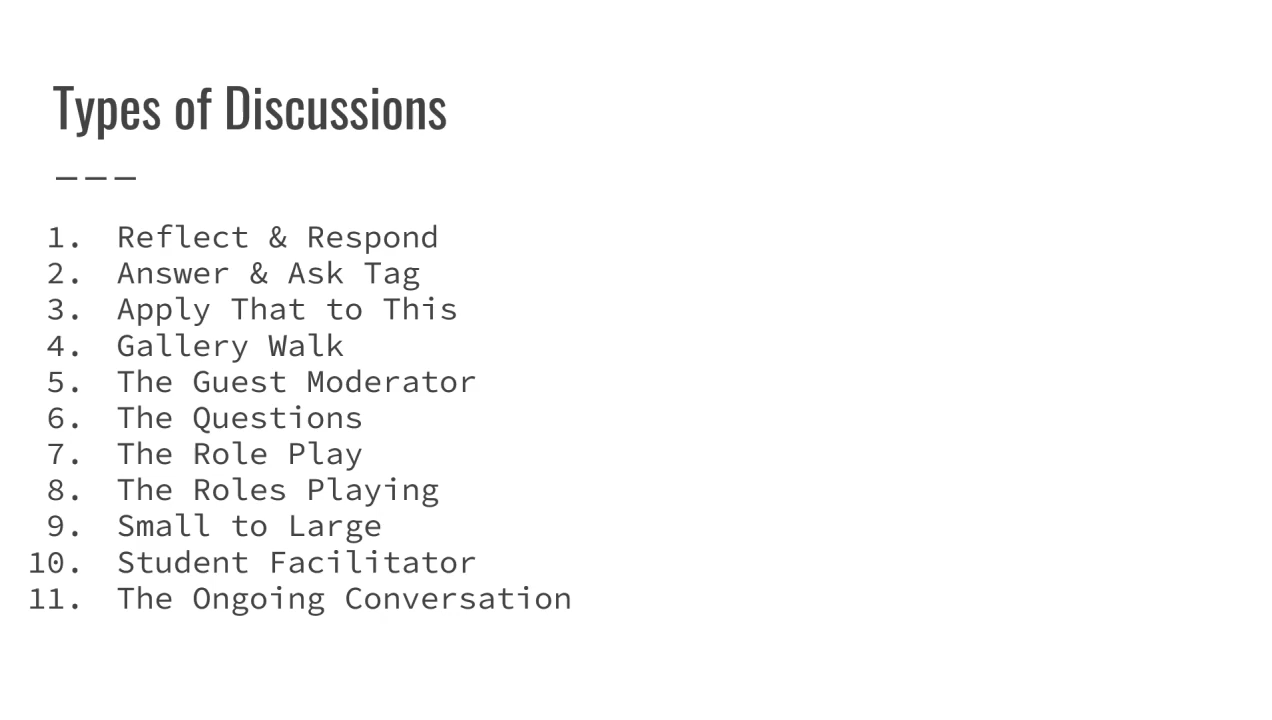 Types of Discussions
———
1. Reflect & Respond
2. Answer & Ask Tag
3. Apply That to This
4. Gallery Walk
5. The Guest Moderator
6. The Questions
7. The Role Play
8. The Roles Playing
9. Small to Large
10. Student Facilitator
11. The Ongoing Conversation